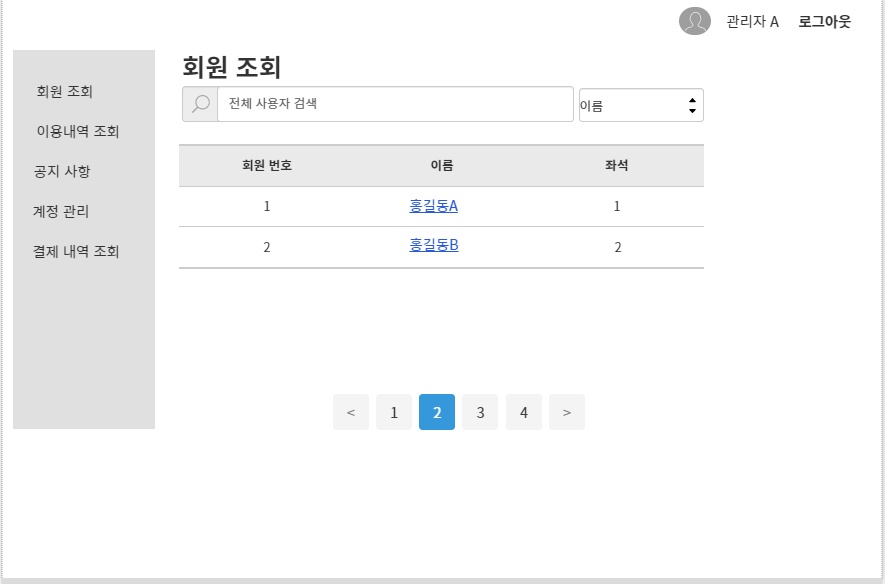 관리자 A 로그아웃
회원 조회
회원 조회
전체 사용자 검색 이름
이용내역 조회
공지 사항
계정 관리
결제 내역 조회
회원 번호 이름 좌석
1 홍길동A 1
2 홍길동B 2
< 1 2 3 4 >